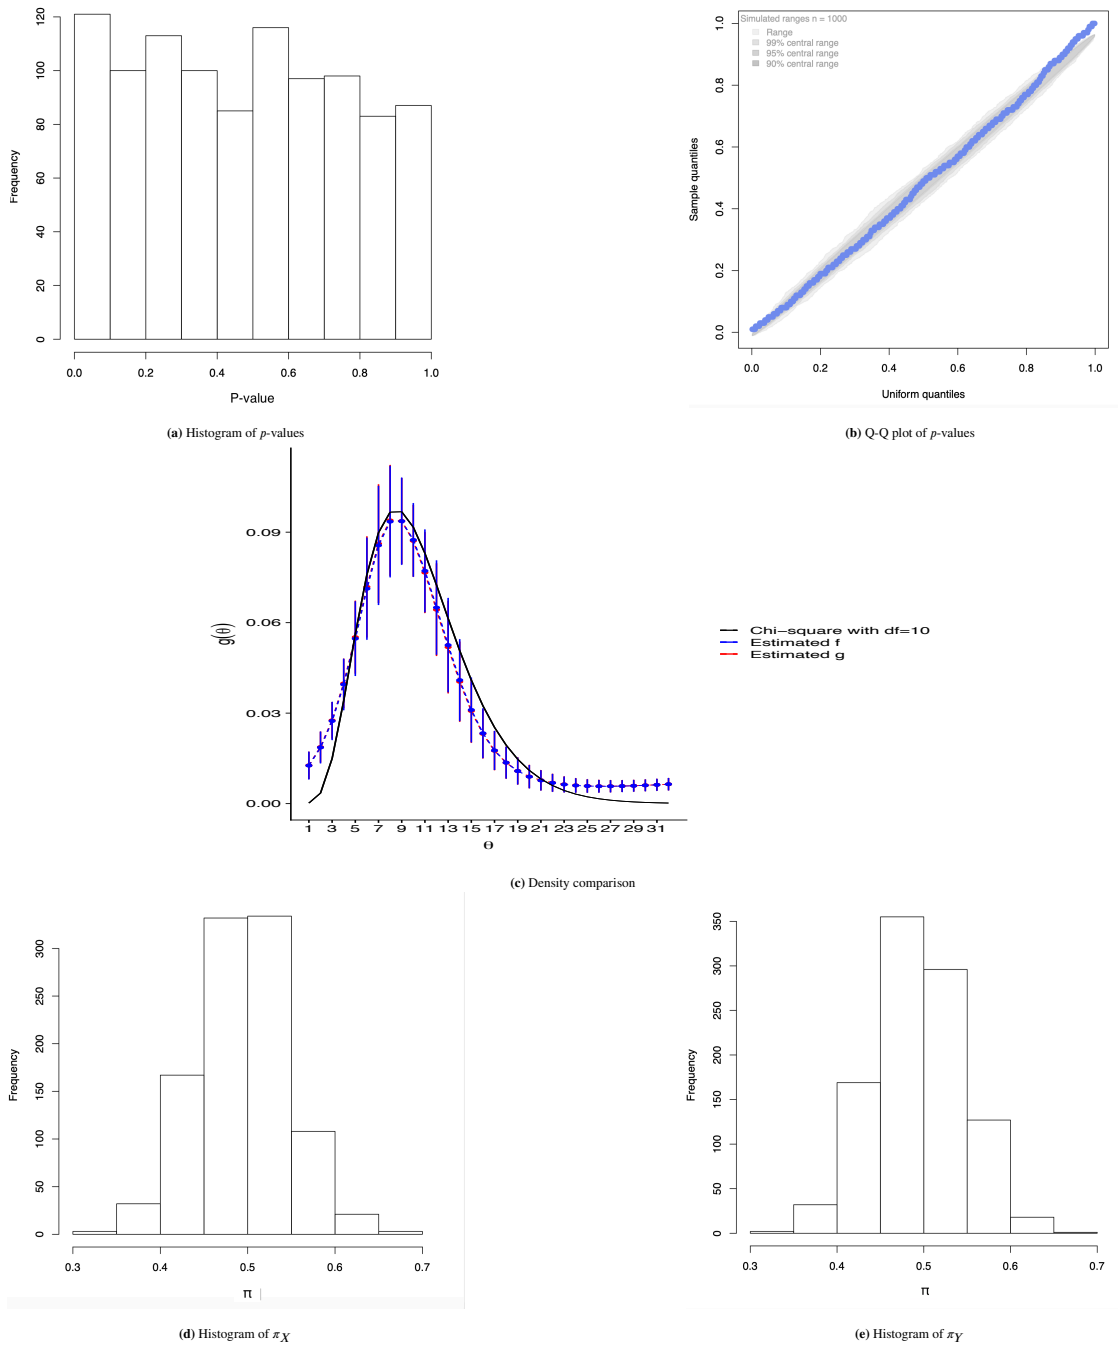 120
100
80
60
40
20
0
Frequency
0.0 0.2 0.4 0.6 0.8 1.0
P-value
(a) Histogram of p-values
Simulated ranges n = 1000
Range
99% central range
95% central range
90% central range
1.0
0.8
0.6
0.4
0.2
0.0
Sample quantiles
0.0 0.2 0.4 0.6 0.8 1.0
Uniform quantiles
(b) Q-Q plot of p-values
0.09
0.06
0.03
0.00
g(θ)
1 3 5 7 9 11 13 15 17 19 21 23 25 27 29 31
Θ
Chi-square with df=10
Estimated f
Estimated g
(c) Density comparison
300
250
200
150
100
50
0
Frequency
0.3 0.4 0.5 0.6 0.7
π
(d) Histogram of πX
350
300
250
200
150
100
50
0
Frequency
0.3 0.4 0.5 0.6 0.7
π
(e) Histogram of πY